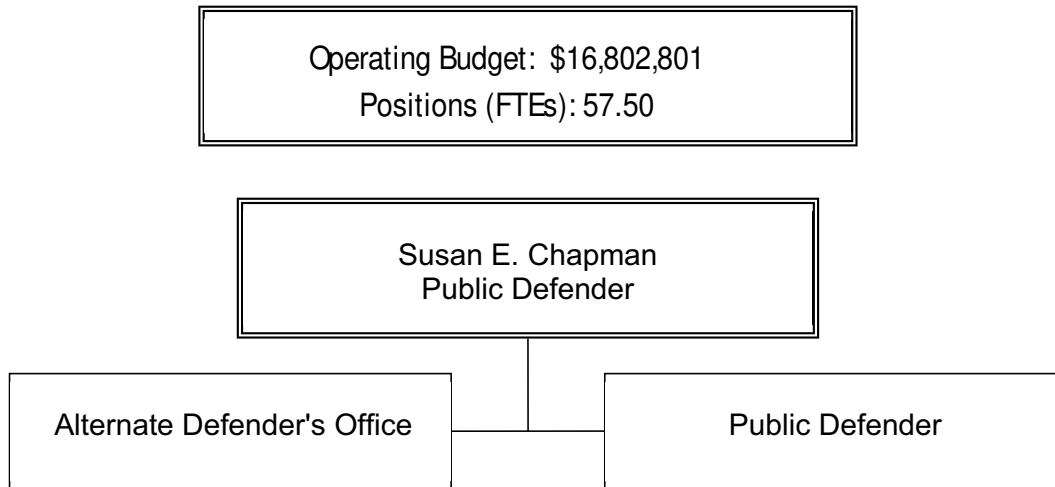 Operating Budget: $16,802,801
Positions (FTEs): 57.50
Susan E. Chapman
Public Defender
Alternate Defender's Office
Public Defender